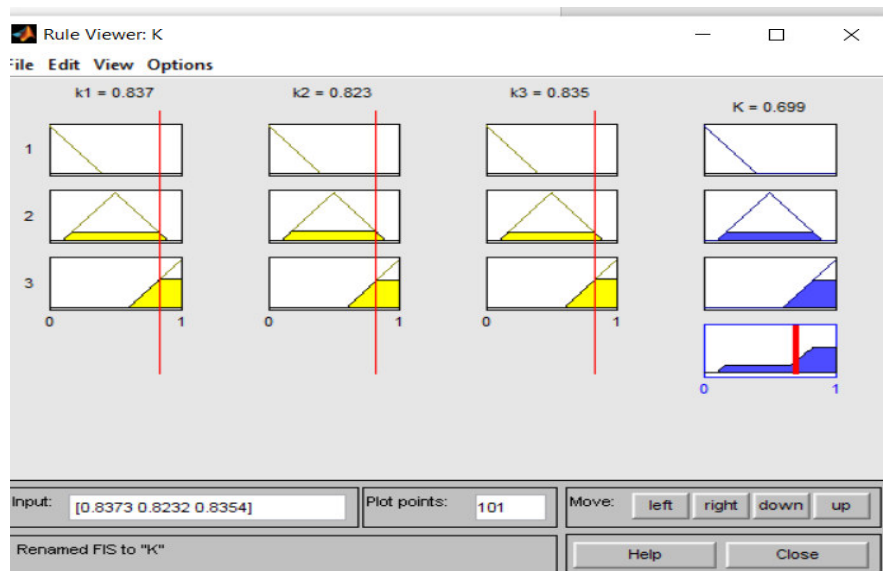 Rule Viewer: K
File Edit View Options
k1 = 0.837 k2 = 0.823 k3 = 0.835 K = 0.699
1
2
3
0 1 0 1 0 1
0 1
Input: [0.8373 0.8232 0.8354] Plot points: 101 Move: left right down up
Renamed FIS to "K" Help Close